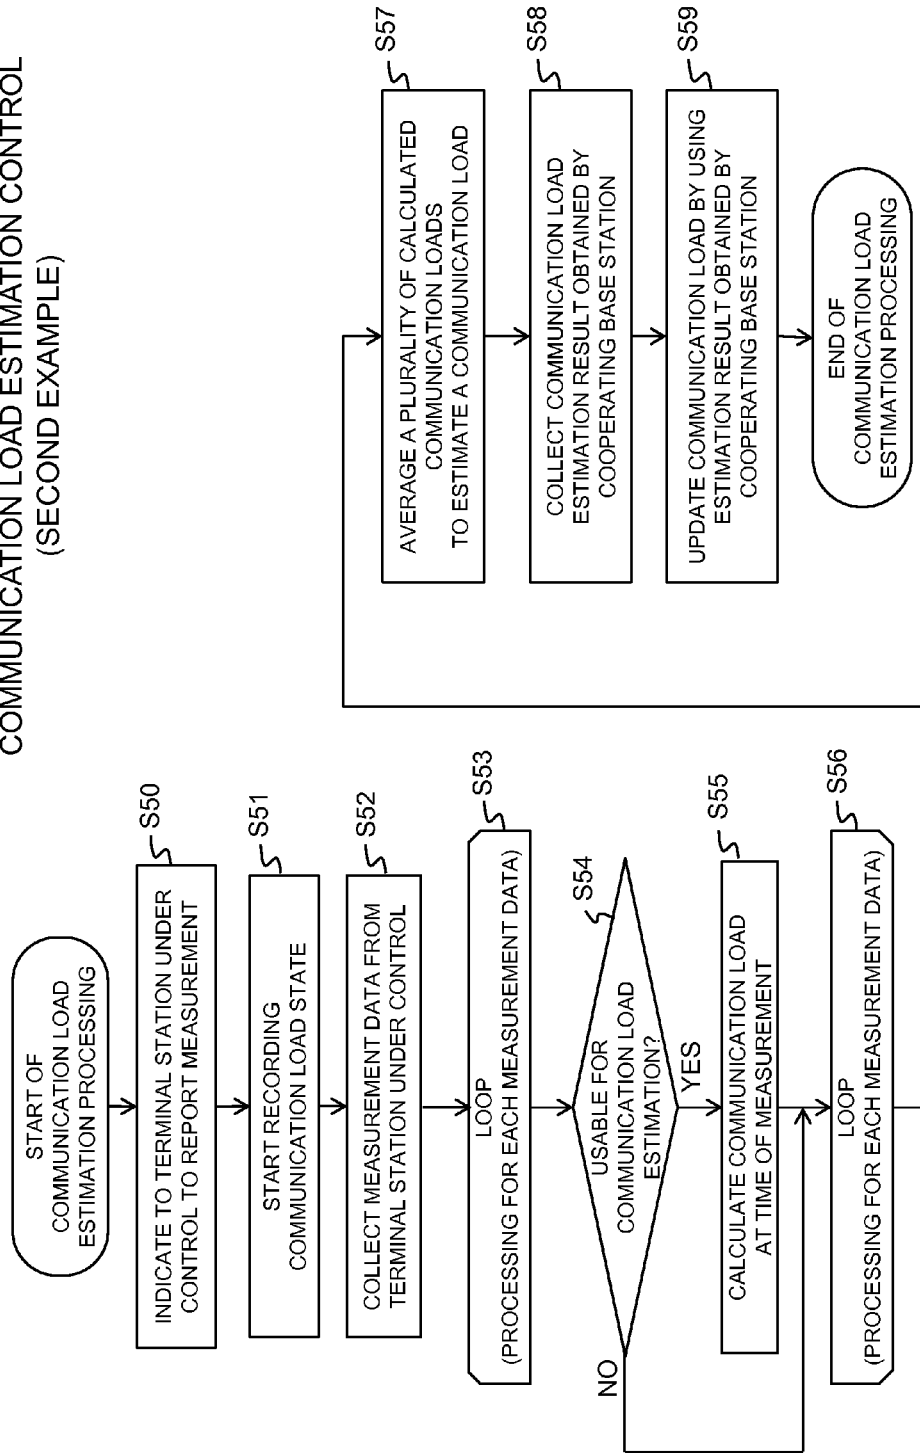 COMMUNICATION LOAD ESTIMATION CONTROL
(SECOND EXAMPLE)
START OF
COMMUNICATION LOAD
ESTIMATION PROCESSING
S50
INDICATE TO TERMINAL STATION UNDER
CONTROL TO REPORT MEASUREMENT
S51
START RECORDING
COMMUNICATION LOAD STATE
S52
COLLECT MEASUREMENT DATA FROM
TERMINAL STATION UNDER CONTROL
S53
LOOP
(PROCESSING FOR EACH MEASUREMENT DATA)
S54
USABLE FOR
COMMUNICATION LOAD
ESTIMATION?
NO
YES
S55
CALCULATE COMMUNICATION LOAD
AT TIME OF MEASUREMENT
S56
LOOP
(PROCESSING FOR EACH MEASUREMENT DATA)
S57
AVERAGE A PLURALITY OF CALCULATED
COMMUNICATION LOADS
TO ESTIMATE A COMMUNICATION LOAD
S58
COLLECT COMMUNICATION LOAD
ESTIMATION RESULT OBTAINED BY
COOPERATING BASE STATION
S59
UPDATE COMMUNICATION LOAD BY USING
ESTIMATION RESULT OBTAINED BY
COOPERATING BASE STATION
END OF
COMMUNICATION LOAD
ESTIMATION PROCESSING